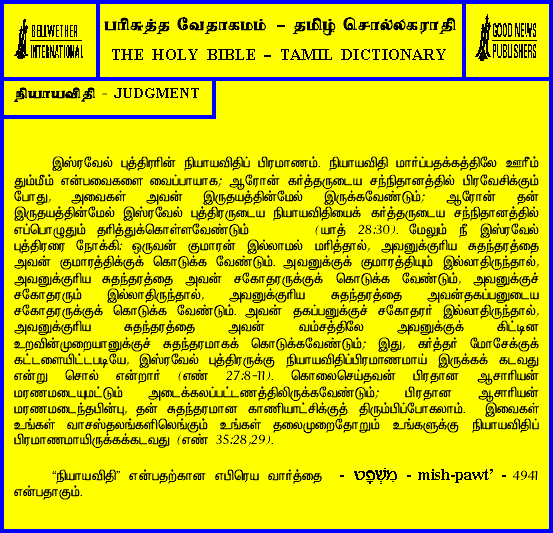 BELLWETHER
INTERNATIONAL
பரிசுத்த வேதாகமம் – தமிழ் சொல்லகராதி
THE HOLY BIBLE – TAMIL DICTIONARY
GOOD NEWS
PUBLISHERS
நியாயவிதி - JUDGMENT
இஸ்ரவேல் புத்திரரின் நியாயவிதிப் பிரமாணம். நியாயவிதி மார்ப்பதக்கத்திலே ஊரீம்
தும்மீம் என்பவைகளை வைப்பாயாக; ஆரோன் கர்த்தருடைய சந்நிதானத்தில் பிரவேசிக்கும்
போது, அவைகள் அவன் இருதயத்தின்மேல் இருக்கவேண்டும்; ஆரோன் தன்
இருதயத்தின்மேல் இஸ்ரவேல் புத்திரருடைய நியாயவிதியைக் கர்த்தருடைய சந்நிதானத்தில்
எப்பொழுதும் தரித்துக்கொள்ளவேண்டும் (யாத் 28:30). மேலும் நீ இஸ்ரவேல்
புத்திரரை நோக்கி: ஒருவன் குமாரன் இல்லாமல் மரித்தால், அவனுக்குரிய சுதந்தரத்தை
அவன் குமாரத்திக்குக் கொடுக்க வேண்டும். அவனுக்குக் குமாரத்தியும் இல்லாதிருந்தால்,
அவனுக்குரிய சுதந்தரத்தை அவன் சகோதரருக்குக் கொடுக்க வேண்டும், அவனுக்குச்
சகோதரரும் இல்லாதிருந்தால், அவனுக்குரிய சுதந்தரத்தை அவன்தகப்பனுடைய
சகோதரருக்குக் கொடுக்க வேண்டும். அவன் தகப்பனுக்குச் சகோதரர் இல்லாதிருந்தால்,
அவனுக்குரிய சுதந்தரத்தை அவன் வம்சத்திலே அவனுக்குக் கிட்டின
உறவின்முறையானுக்குச் சுதந்தரமாகக் கொடுக்கவேண்டும்; இது, கர்த்தர் மோசேக்குக்
கட்டளையிட்டபடியே, இஸ்ரவேல் புத்திரருக்கு நியாயவிதிப்பிரமாணமாய் இருக்கக் கடவது
என்று சொல் என்றார் (எண் 27:8-11). கொலைசெய்தவன் பிரதான ஆசாரியன்
மரணமடையுமட்டும் அடைக்கலப்பட்டணத்திலிருக்கவேண்டும்; பிரதான ஆசாரியன்
மரணமடைந்தபின்பு, தன் சுதந்தரமான காணியாட்சிக்குத் திரும்பிப்போகலாம். இவைகள்
உங்கள் வாசஸ்தலங்களிலெங்கும் உங்கள் தலைமுறைதோறும் உங்களுக்கு நியாயவிதிப்
பிரமாணமாயிருக்கக்கடவது (எண் 35:28,29).
“நியாயவிதி” என்பதற்கான எபிரெய வார்த்தை - מִשְׁפָּט - mish-pawt’ - 4941
என்பதாகும்.